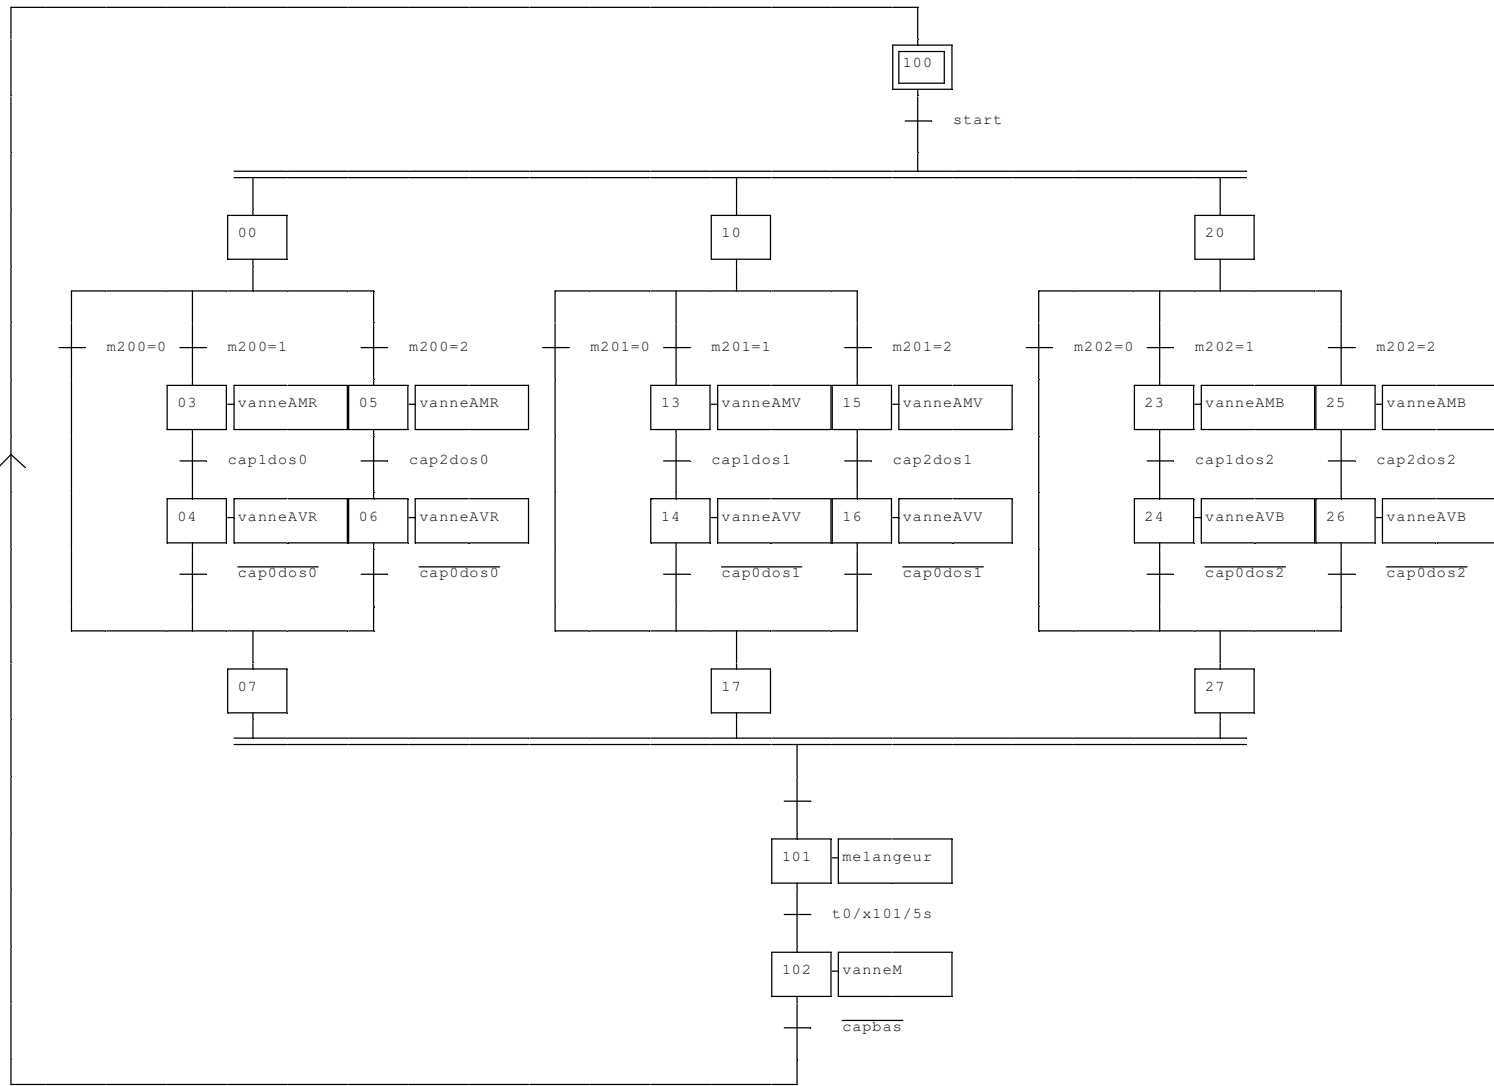 100
start
00 10 20
m200=0 m200=1 m200=2 m201=0 m201=1 m201=2 m202=0 m202=1 m202=2
03 vanneAMR 05 vanneAMR 13 vanneAMV 15 vanneAMV 23 vanneAMB 25 vanneAMB
cap1dos0 cap2dos0 cap1dos1 cap2dos1 cap1dos2 cap2dos2
04 vanneAVR 06 vanneAVR 14 vanneAVV 16 vanneAVV 24 vanneAVB 26 vanneAVB
cap0dos0 cap0dos0 cap0dos1 cap0dos1 cap0dos2 cap0dos2
07 17 27
101 melangeur
t0/x101/5s
102 vanneM
capbas